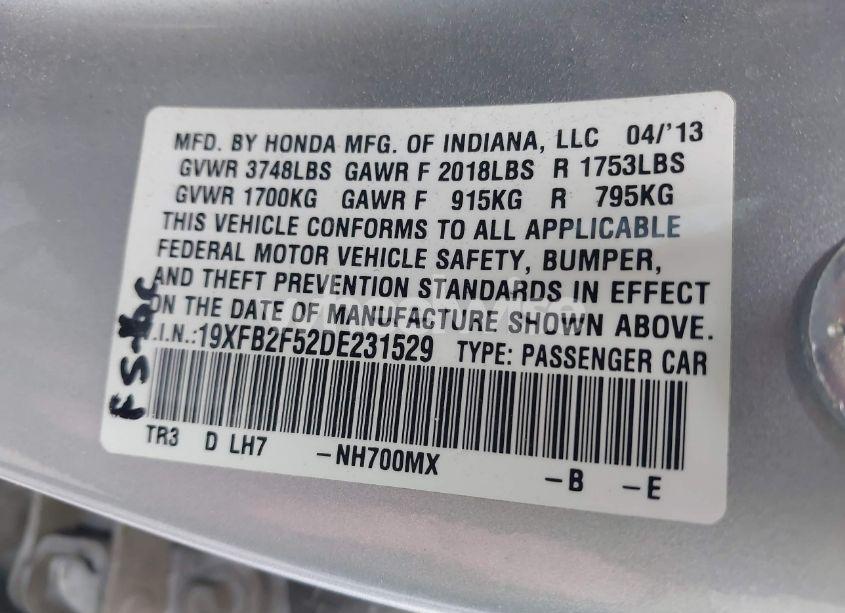 MFD. BY HONDA MFG. OF INDIANA, LLC 04/'13
GVWR 3748LBS GAWR F 2018LBS R 1753LBS
GVWR 1700KG GAWR F 915KG R 795KG
THIS VEHICLE CONFORMS TO ALL APPLICABLE
FEDERAL MOTOR VEHICLE SAFETY, BUMPER,
AND THEFT PREVENTION STANDARDS IN EFFECT
ON THE DATE OF MANUFACTURE SHOWN ABOVE.
.I.N.:19XFB2F52DE231529 TYPE: PASSENGER CAR
TR3 D LH7 -NH700MX -B -E